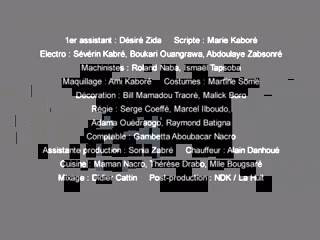 1er assistant : Désiré Zida Scripte : Marie Kaboré
Electro : Sévérin Kabré, Boukari Ouangrawa, Abdoulaye Zabsonré
Machinistes : Roland Naba, Ismaël Tapsoba
Maquillage : Ami Kaboré Costumes : Martine Somé
Décoration : Bill Mamadou Traoré, Malick Boro
Régie : Serge Coeffé, Marcel Ilboudo,
Adama Ouédraogo, Raymond Batigna
Comptable : Gambetta Aboubacar Nacro
Assistante production : Sonia Zabré Chauffeur : Alain Danhoué
Cuisine : Maman Nacro, Thérèse Drabo, Mlle Bougsaré
Mixage : Didier Cattin Post-production : NDK / La Huit